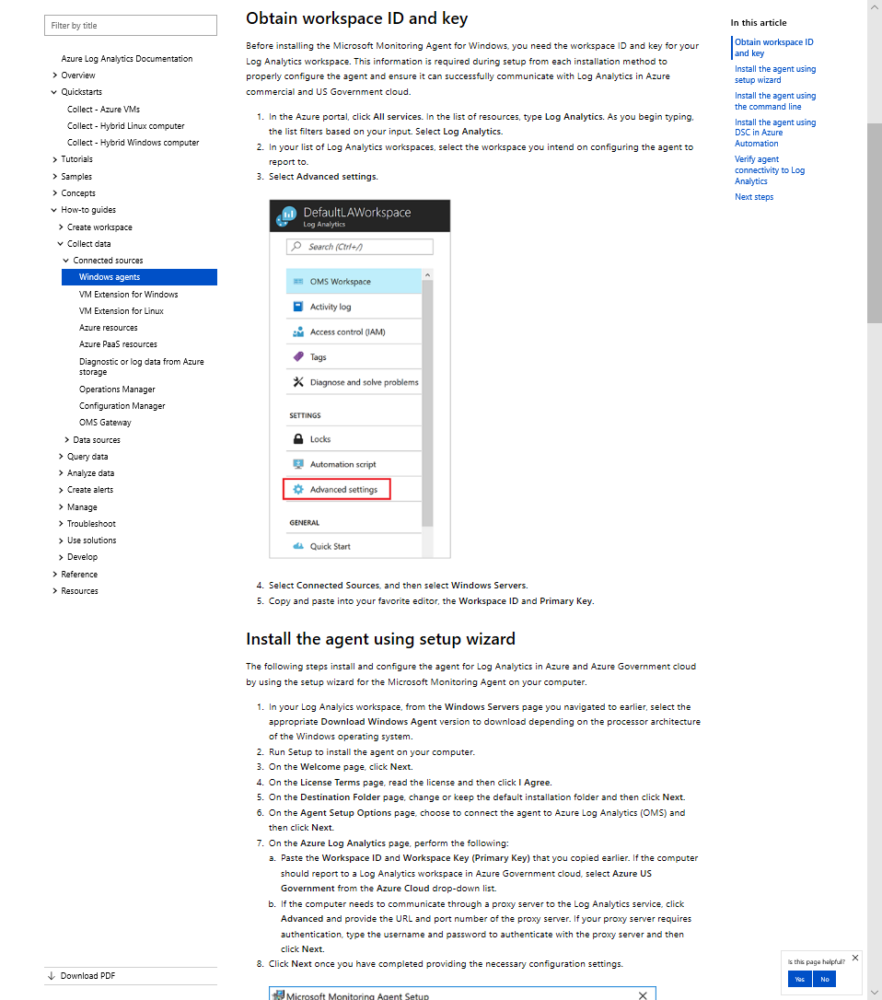 Filter by title
Azure Log Analytics Documentation
Overview
Quickstarts
Collect - Azure VMs
Collect - Hybrid Linux computer
Collect - Hybrid Windows computer
Tutorials
Samples
Concepts
How-to guides
Create workspace
Collect data
Connected sources
Windows agents
VM Extension for Windows
VM Extension for Linux
Azure resources
Azure PaaS resources
Diagnostic or log data from Azure
storage
Operations Manager
Configuration Manager
OMS Gateway
Data sources
Query data
Analyze data
Create alerts
Manage
Troubleshoot
Use solutions
Develop
Reference
Resources
Download PDF
Obtain workspace ID and key
Before installing the Microsoft Monitoring Agent for Windows, you need the workspace ID and key for your
Log Analytics workspace. This information is required during setup from each installation method to
properly configure the agent and ensure it can successfully communicate with Log Analytics in Azure
commercial and US Government cloud.
1. In the Azure portal, click All services. In the list of resources, type Log Analytics. As you begin typing,
the list filters based on your input. Select Log Analytics.
2. In your list of Log Analytics workspaces, select the workspace you intend on configuring the agent to
report to.
3. Select Advanced settings.
DefaultLAWorkspace
Log Analytics
Search (Ctrl+/)
OMS Workspace
Activity log
Access control (IAM)
Tags
Diagnose and solve problems
SETTINGS
Locks
Automation script
Advanced settings
GENERAL
Quick Start
4. Select Connected Sources, and then select Windows Servers.
5. Copy and paste into your favorite editor, the Workspace ID and Primary Key.
Install the agent using setup wizard
The following steps install and configure the agent for Log Analytics in Azure and Azure Government cloud
by using the setup wizard for the Microsoft Monitoring Agent on your computer.
1. In your Log Analyics workspace, from the Windows Servers page you navigated to earlier, select the
appropriate Download Windows Agent version to download depending on the processor architecture
of the Windows operating system.
2. Run Setup to install the agent on your computer.
3. On the Welcome page, click Next.
4. On the License Terms page, read the license and then click I Agree.
5. On the Destination Folder page, change or keep the default installation folder and then click Next.
6. On the Agent Setup Options page, choose to connect the agent to Azure Log Analytics (OMS) and
then click Next.
7. On the Azure Log Analytics page, perform the following:
a. Paste the Workspace ID and Workspace Key (Primary Key) that you copied earlier. If the computer
should report to a Log Analytics workspace in Azure Government cloud, select Azure US
Government from the Azure Cloud drop-down list.
b. If the computer needs to communicate through a proxy server to the Log Analytics service, click
Advanced and provide the URL and port number of the proxy server. If your proxy server requires
authentication, type the username and password to authenticate with the proxy server and then
click Next.
8. Click Next once you have completed providing the necessary configuration settings.
Microsoft Monitoring Agent Setup
In this article
Obtain workspace ID
and key
Install the agent using
setup wizard
Install the agent using
the command line
Install the agent using
DSC in Azure
Automation
Verify agent
connectivity to Log
Analytics
Next steps
Is this page helpful?
Yes
No